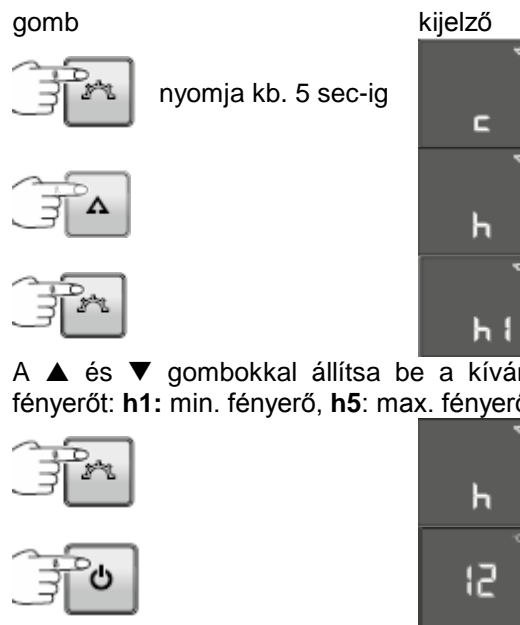 gomb kijelző
nyomja kb. 5 sec-ig
c
h
h1
A ▲ és ▼ gombokkal állítsa be a
fényerőt: h1: min. fényerő, h5: max. fényerő
h
12